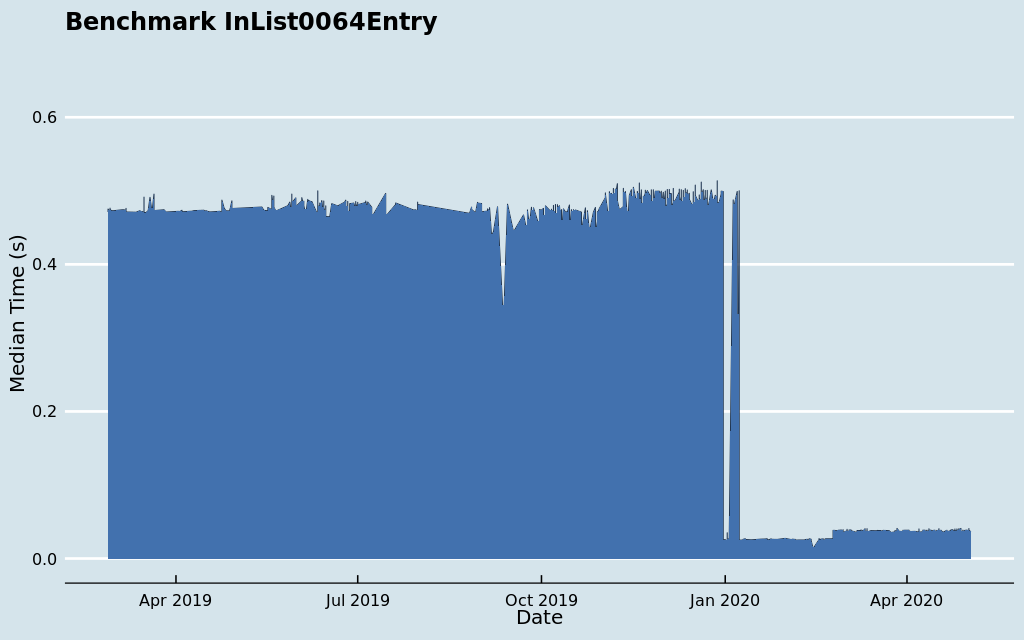 Benchmark InList0064Entry
Median Time (s)
0.6
0.4
0.2
0.0
Apr 2019
Jul 2019
Oct 2019
Jan 2020
Apr 2020
Date